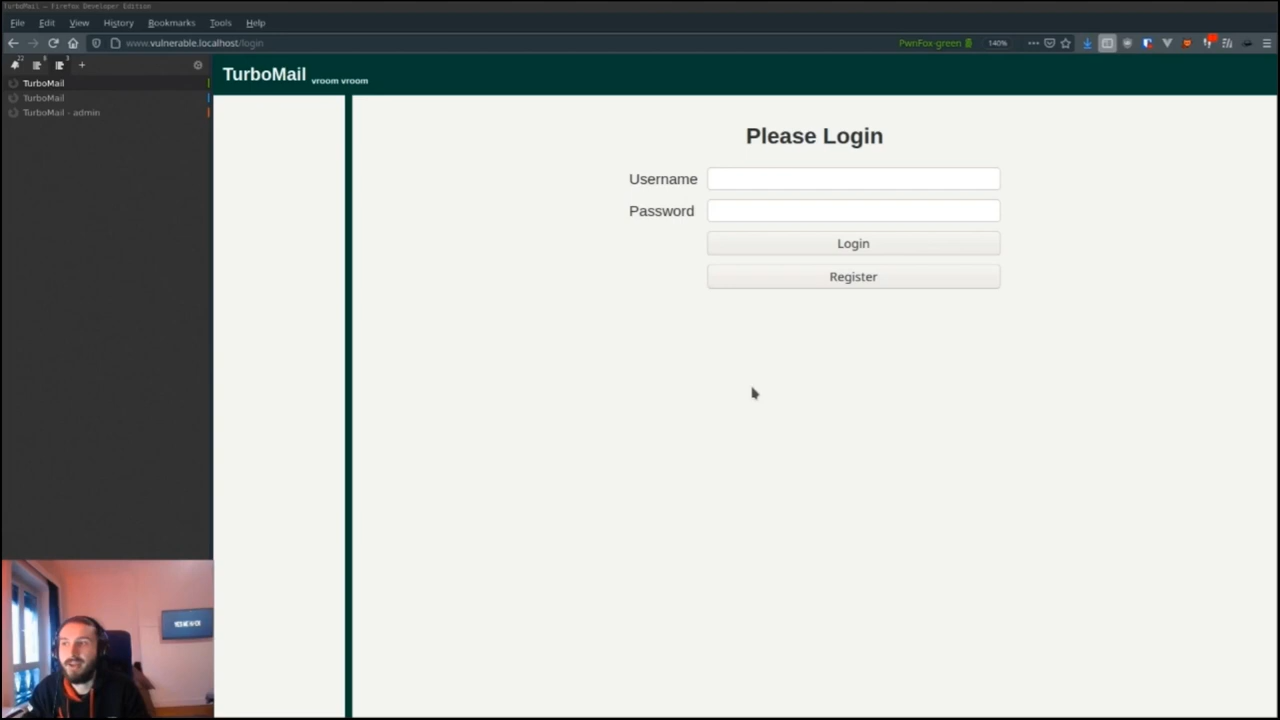 TurboMail — Firefox Developer Edition
File Edit View History Bookmarks Tools Help
www.vulnerable.localhost/login PwnFox-green 140%
TurboMail
TurboMail
TurboMail - admin
TurboMail vroom vroom
Please Login
Username
Password
Login
Register